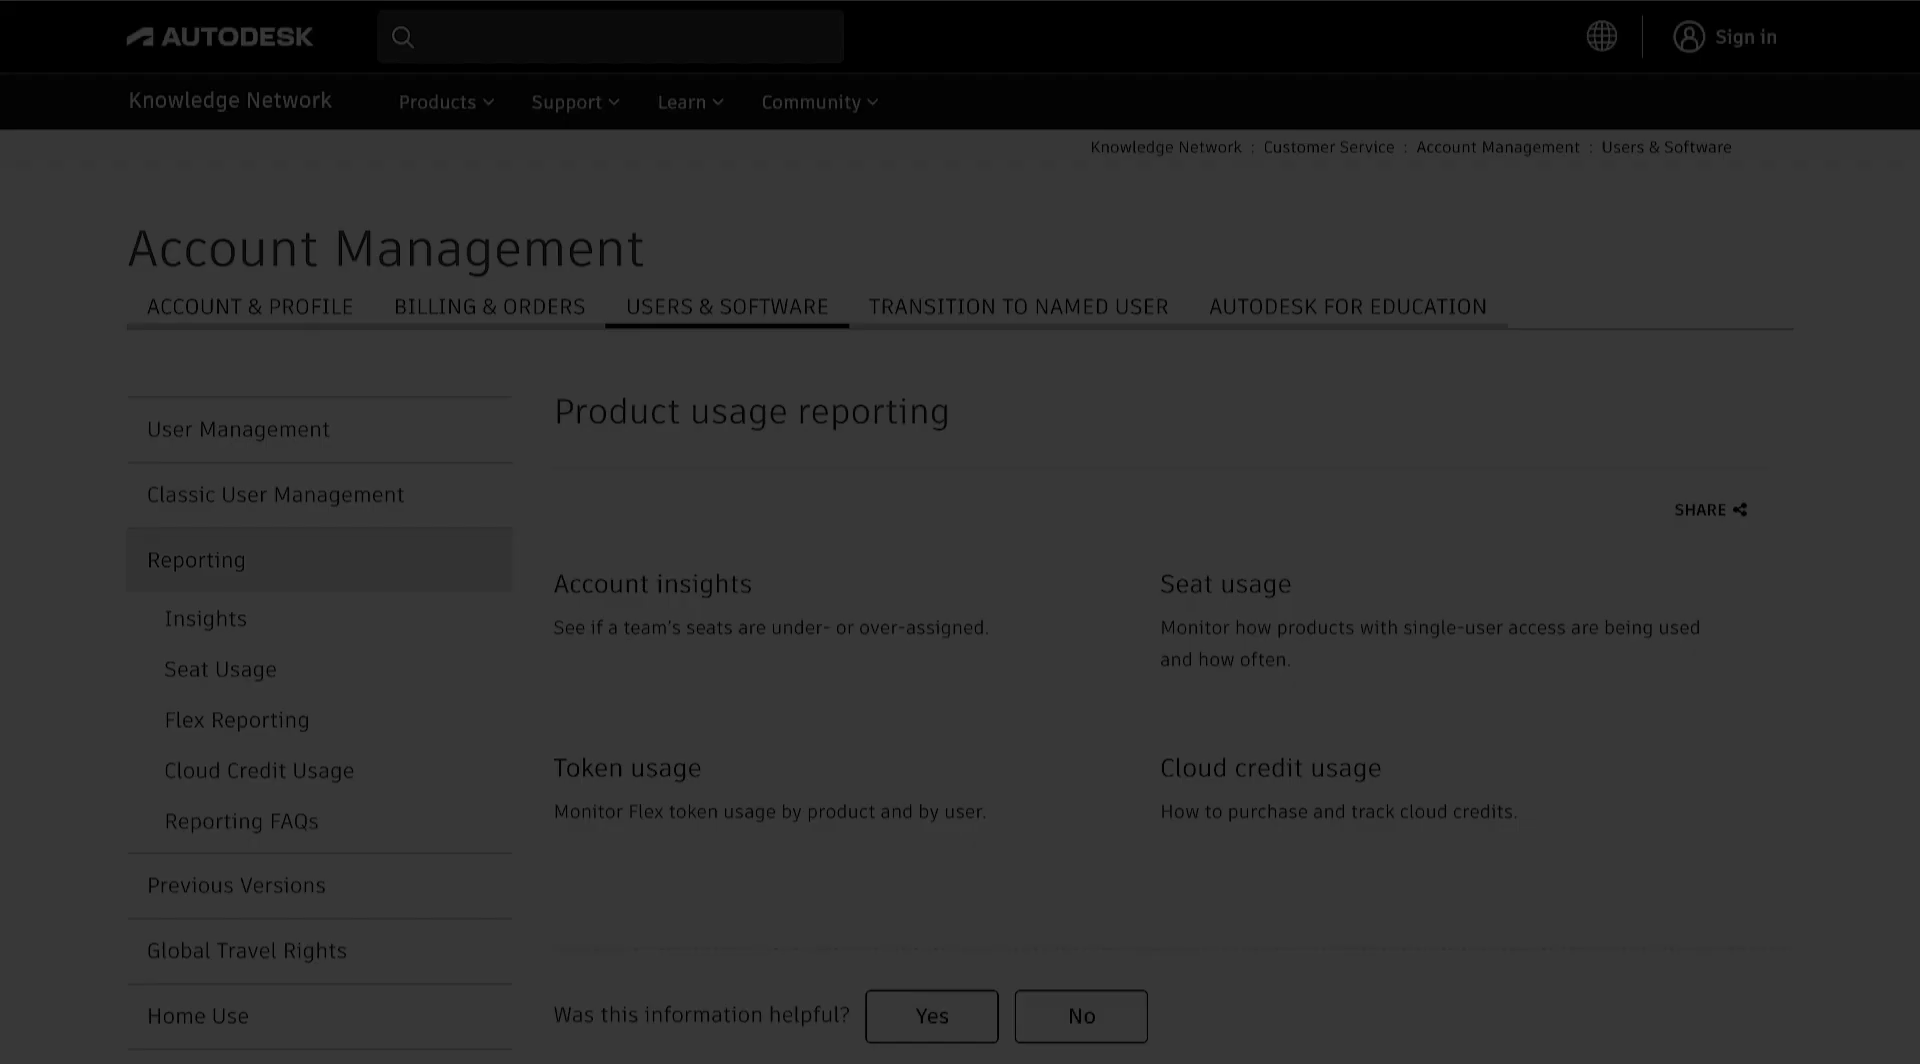 AUTODESK
Sign in
Knowledge Network
Products
Support
Learn
Community
Knowledge Network : Customer Service : Account Management : Users & Software
Account Management
ACCOUNT & PROFILE
BILLING & ORDERS
USERS & SOFTWARE
TRANSITION TO NAMED USER
AUTODESK FOR EDUCATION
User Management
Classic User Management
Reporting
Insights
Seat Usage
Flex Reporting
Cloud Credit Usage
Reporting FAQs
Previous Versions
Global Travel Rights
Home Use
Product usage reporting
SHARE
Account insights
See if a team's seats are under- or over-assigned.
Seat usage
Monitor how products with single-user access are being used
and how often.
Token usage
Monitor Flex token usage by product and by user.
Cloud credit usage
How to purchase and track cloud credits.
Was this information helpful?
Yes
No